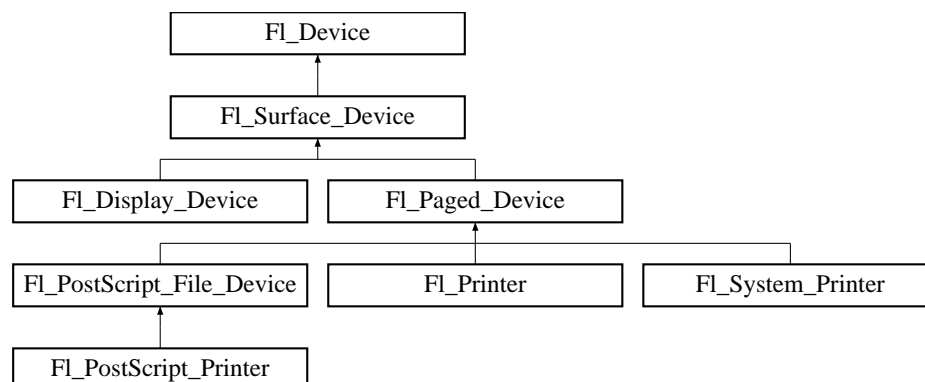 Fl_Device
Fl_Surface_Device
Fl_Display_Device
Fl_Paged_Device
Fl_PostScript_File_Device
Fl_Printer
Fl_System_Printer
Fl_PostScript_Printer